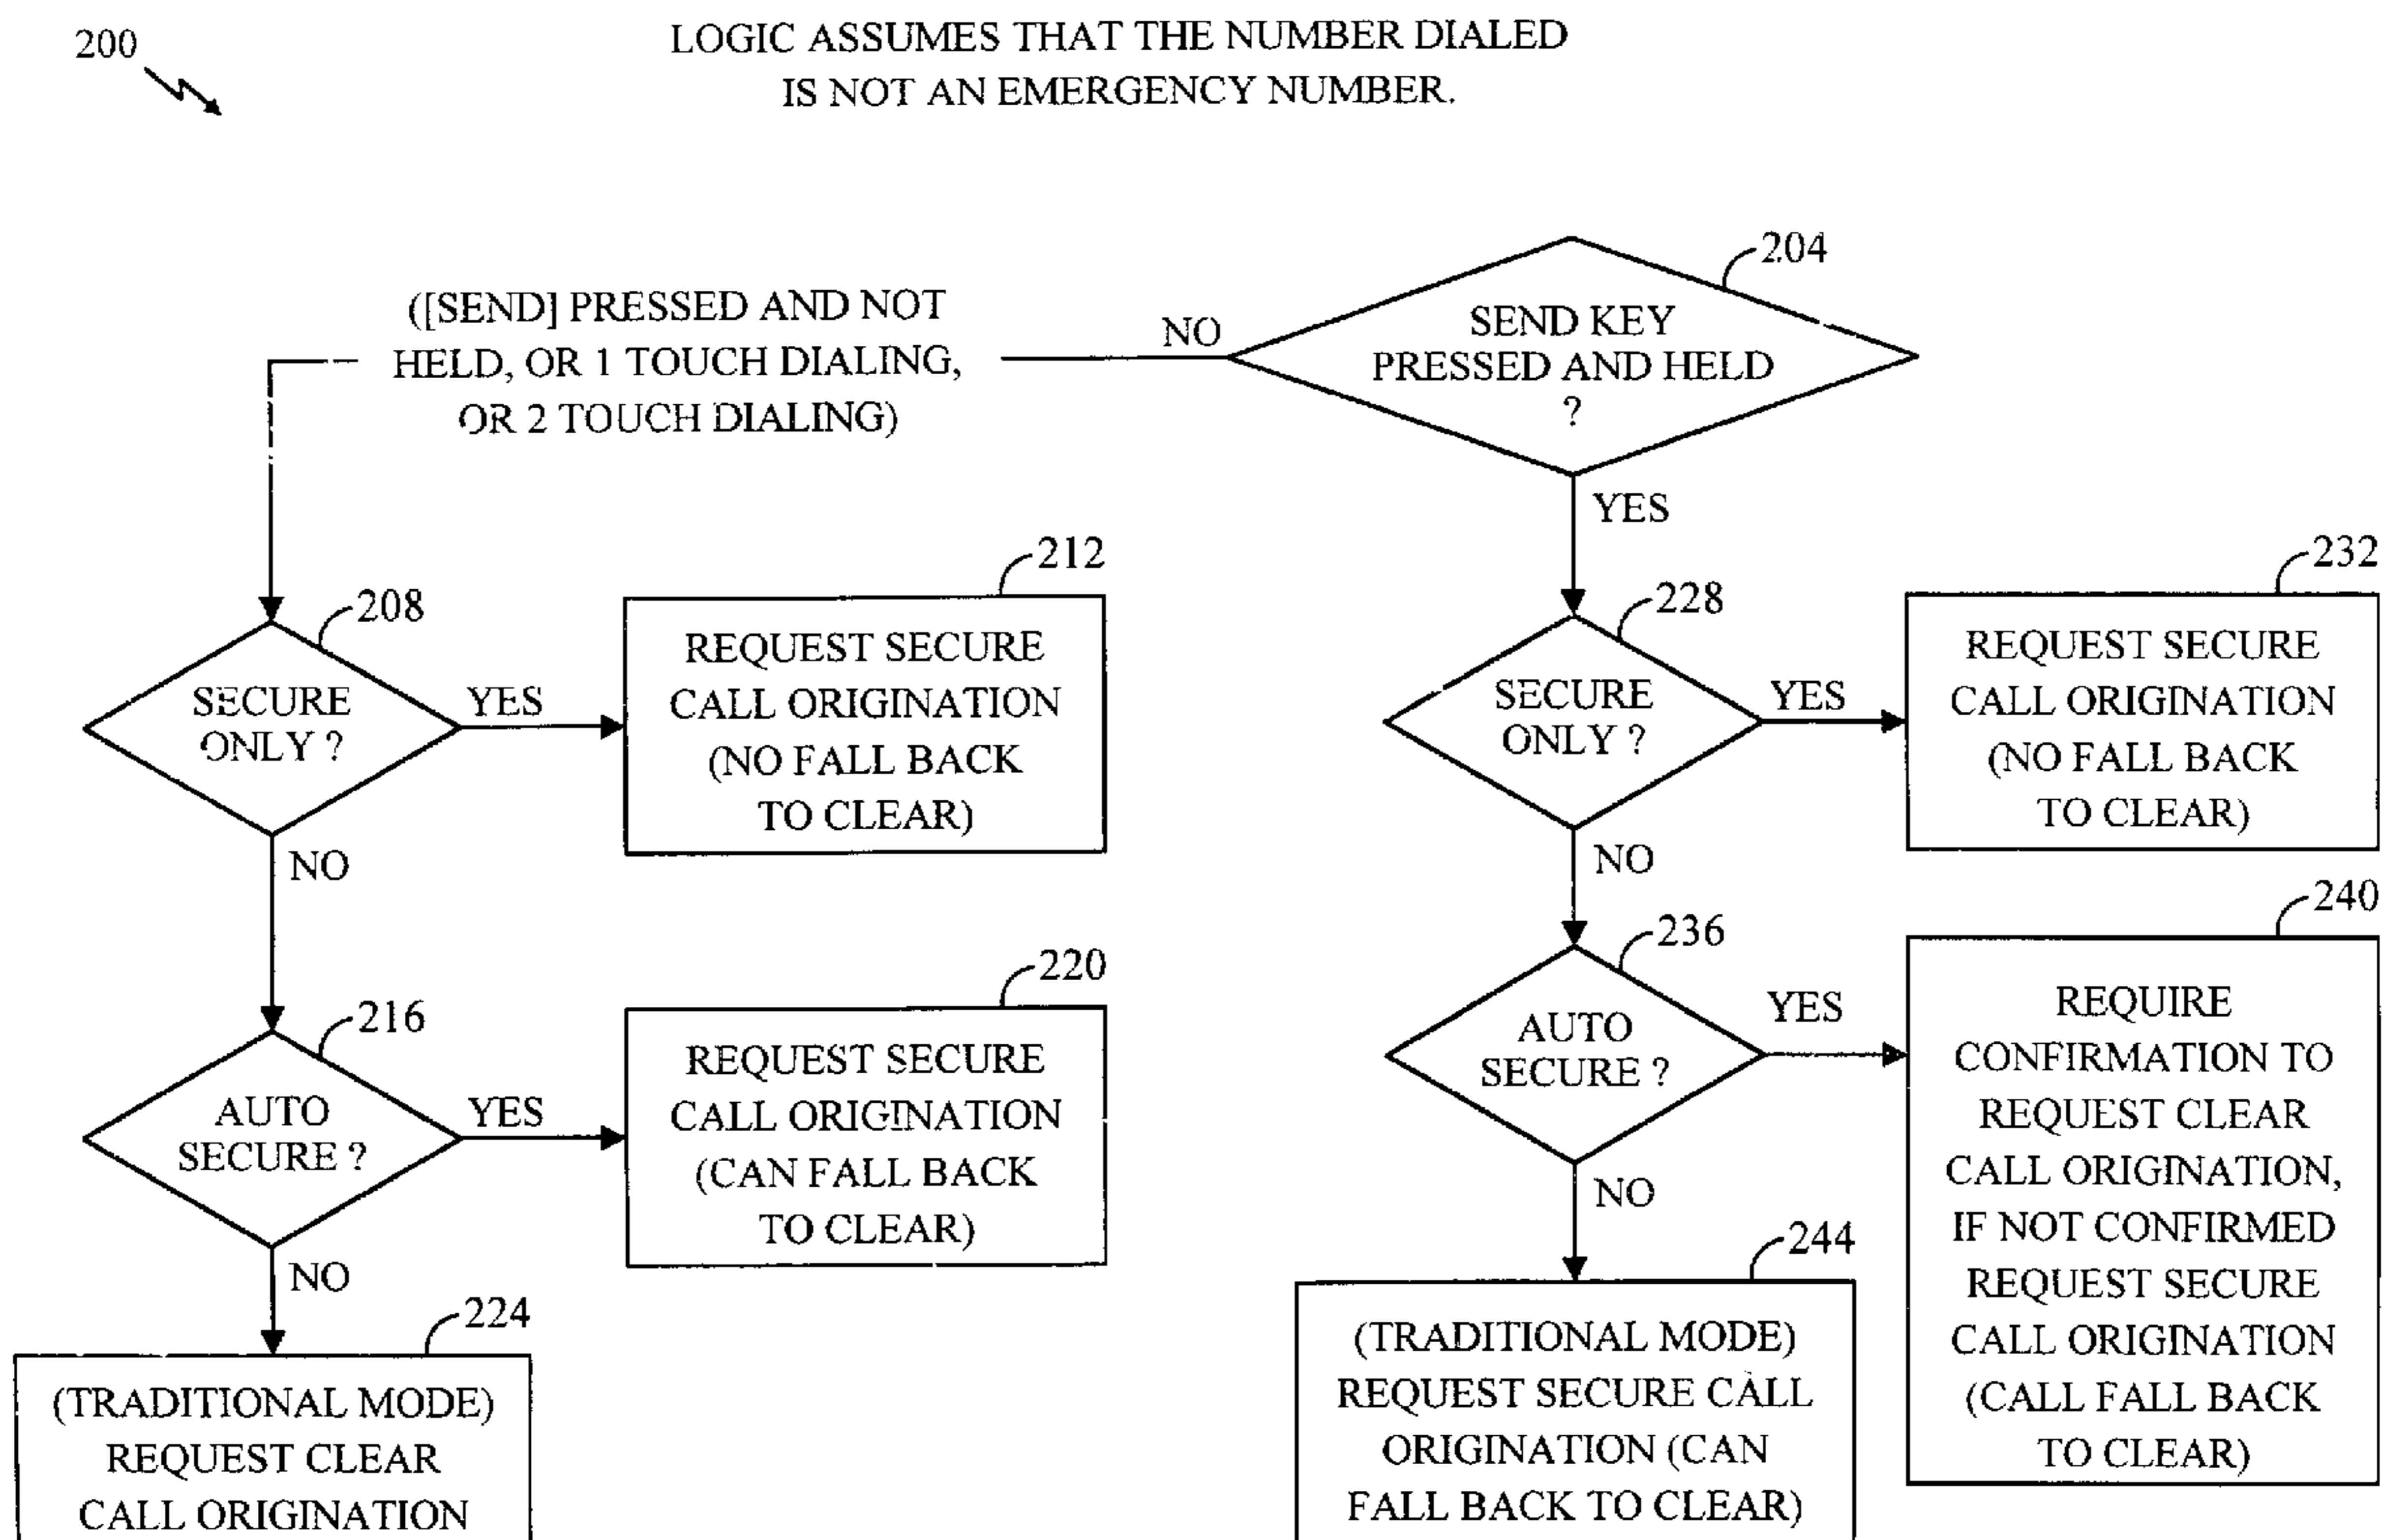 200
LOGIC ASSUMES THAT THE NUMBER DIALED
IS NOT AN EMERGENCY NUMBER.
204
SEND KEY
PRESSED AND HELD
?
NO
([SEND] PRESSED AND NOT
HELD, OR 1 TOUCH DIALING,
OR 2 TOUCH DIALING)
YES
208
SECURE
ONLY ?
YES
212
REQUEST SECURE
CALL ORIGINATION
(NO FALL BACK
TO CLEAR)
NO
216
AUTO
SECURE ?
YES
220
REQUEST SECURE
CALL ORIGINATION
(CAN FALL BACK
TO CLEAR)
NO
224
(TRADITIONAL MODE)
REQUEST CLEAR
CALL ORIGINATION
228
SECURE
ONLY ?
YES
232
REQUEST SECURE
CALL ORIGINATION
(NO FALL BACK
TO CLEAR)
NO
236
AUTO
SECURE ?
YES
240
REQUIRE
CONFIRMATION TO
REQUEST CLEAR
CALL ORIGINATION,
IF NOT CONFIRMED
REQUEST SECURE
CALL ORIGINATION
(CALL FALL BACK
TO CLEAR)
NO
244
(TRADITIONAL MODE)
REQUEST SECURE CALL
ORIGINATION (CAN
FALL BACK TO CLEAR)